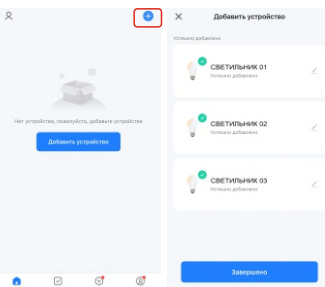 Нет устройства, пожалуйста, добавьте устройство
Добавить устройство
Добавить устройство
Успешно добавлено
СВЕТИЛЬНИК 01
Успешно добавлено
СВЕТИЛЬНИК 02
Успешно добавлено
СВЕТИЛЬНИК 03
Успешно добавлено
Завершено